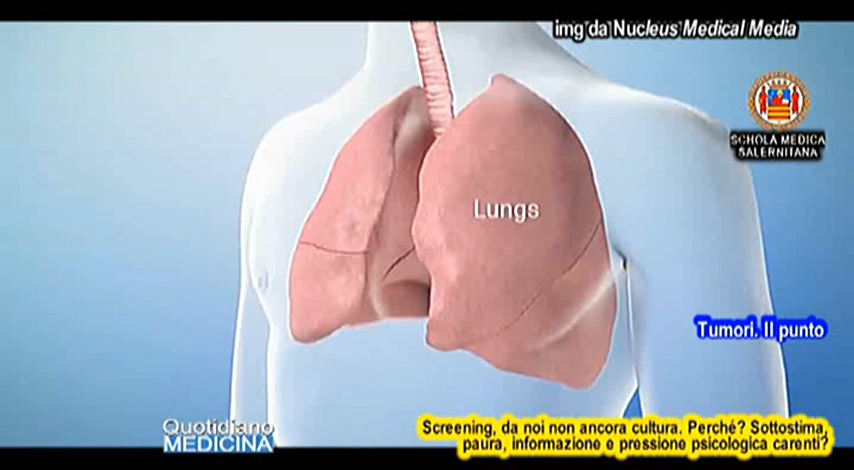 img da Nucleus Medical Media
SCHOLA MEDICA
SALERNITANA
Lungs
Tumori. Il punto
Quotidiano
MEDICINA
Screening, da noi non ancora cultura. Perché? Sottostima,
paura, informazione e pressione psicologica carenti?